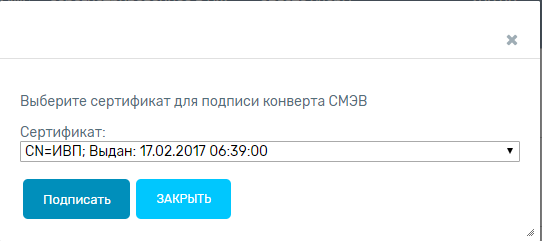 Выберите сертификат для подписи конверта СМЭВ
Сертификат:
CN=ИВП; Выдан: 17.02.2017 06:39:00
Подписать ЗАКРЫТЬ